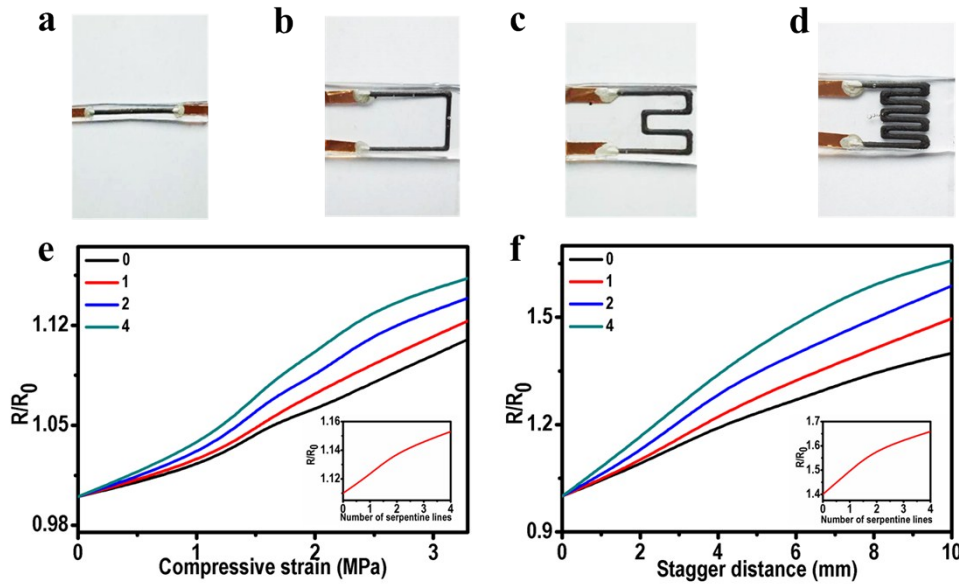 a
b
c
d
e
0
1
2
4
1.12
1.05
0.98
R/R0
0
1
2
3
Compressive strain (MPa)
1.16
1.14
1.12
R/R0
0
1
2
3
4
Number of serpentine lines
f
0
1
2
4
1.5
1.2
0.9
R/R0
0
2
4
6
8
10
Stagger distance (mm)
1.7
1.6
1.5
1.4
R/R0
0
1
2
3
4
Number of serpentine lines